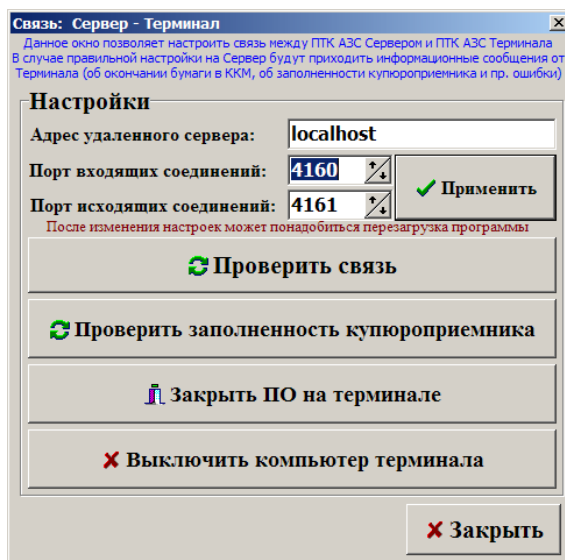 Связь: Сервер - Терминал
Данное окно позволяет настроить связь между ПТК АЗС Сервером и ПТК АЗС Терминала
В случае правильной настройки на Сервер будут приходить информационные сообщения от
Терминала (об окончании бумаги в ККМ, об заполненности купюроприемника и пр. ошибки)
Настройки
Адрес удаленного сервера: localhost
Порт входящих соединений: 4160
Применить
Порт исходящих соединений: 4161
После изменения настроек может понадобиться перезагрузка программы
Проверить связь
Проверить заполненность купюроприемника
Закрыть ПО на терминале
Выключить компьютер терминала
Закрыть